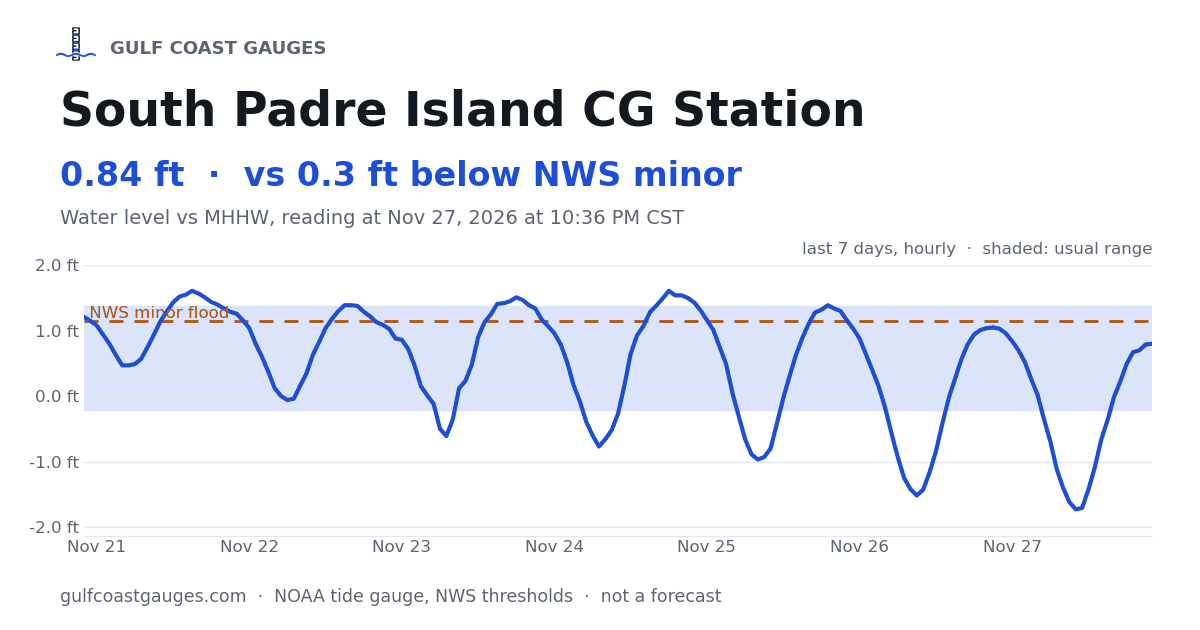 GULF COAST GAUGES
South Padre Island CG Station
0.84 ft · vs 0.3 ft below NWS minor
Water level vs MHHW, reading at Nov 27, 2026 at 10:36 PM CST
last 7 days, hourly · shaded: usual range
2.0 ft
NWS minor flood
1.0 ft
0.0 ft
-1.0 ft
-2.0 ft
Nov 21 Nov 22 Nov 23 Nov 24 Nov 25 Nov 26 Nov 27
gulfcoastgauges.com · NOAA tide gauge, NWS thresholds · not a forecast